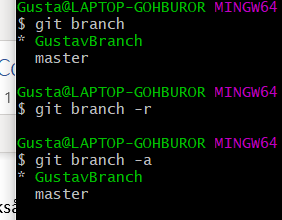 Gusta@LAPTOP-GOHBUROR MINGW64
$ git branch
* GustavBranch
master
Gusta@LAPTOP-GOHBUROR MINGW64
$ git branch -r
Gusta@LAPTOP-GOHBUROR MINGW64
$ git branch -a
* GustavBranch
master